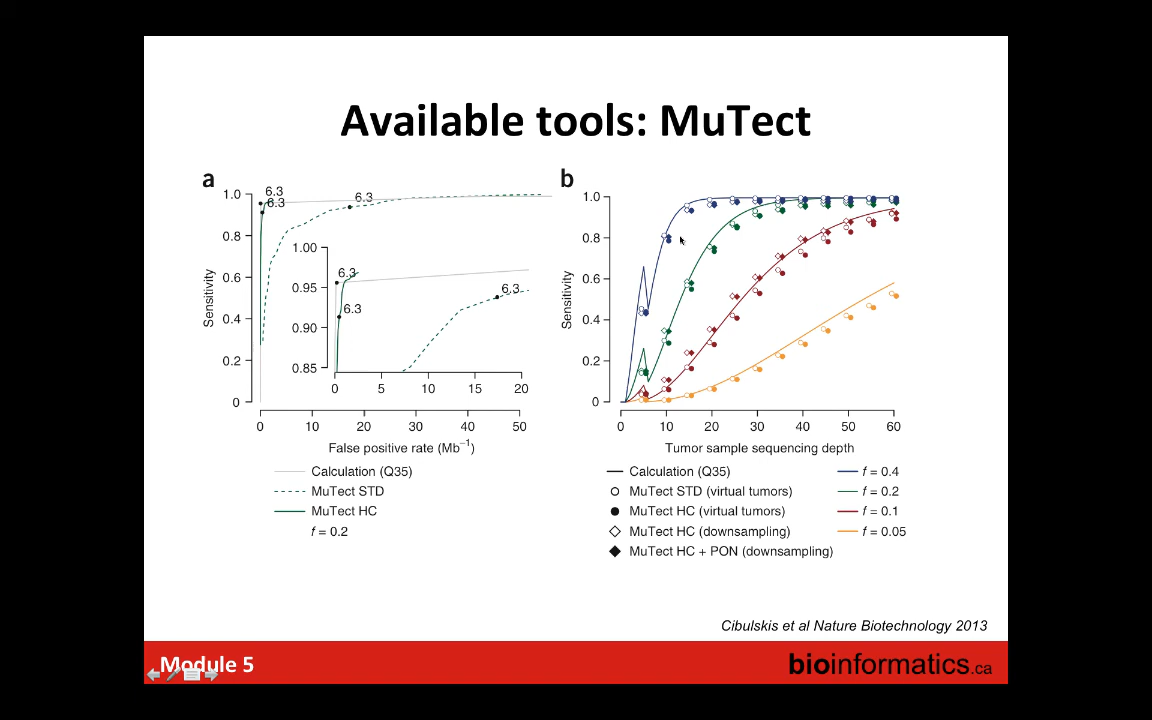 Available tools: MuTect
a
1.0
0.8
0.6
0.4
0.2
0
Sensitivity
6.3
6.3
6.3
1.00
0.95
0.90
0.85
6.3
6.3
6.3
0
5
10
15
20
0
10
20
30
40
50
False positive rate (Mb⁻¹)
Calculation (Q35)
MuTect STD
MuTect HC
f = 0.2
b
1.0
0.8
0.6
0.4
0.2
0
Sensitivity
0
10
20
30
40
50
60
Tumor sample sequencing depth
Calculation (Q35)
MuTect STD (virtual tumors)
MuTect HC (virtual tumors)
MuTect HC (downsampling)
MuTect HC + PON (downsampling)
f = 0.4
f = 0.2
f = 0.1
f = 0.05
Cibulskis et al Nature Biotechnology 2013
Module 5
bioinformatics.ca